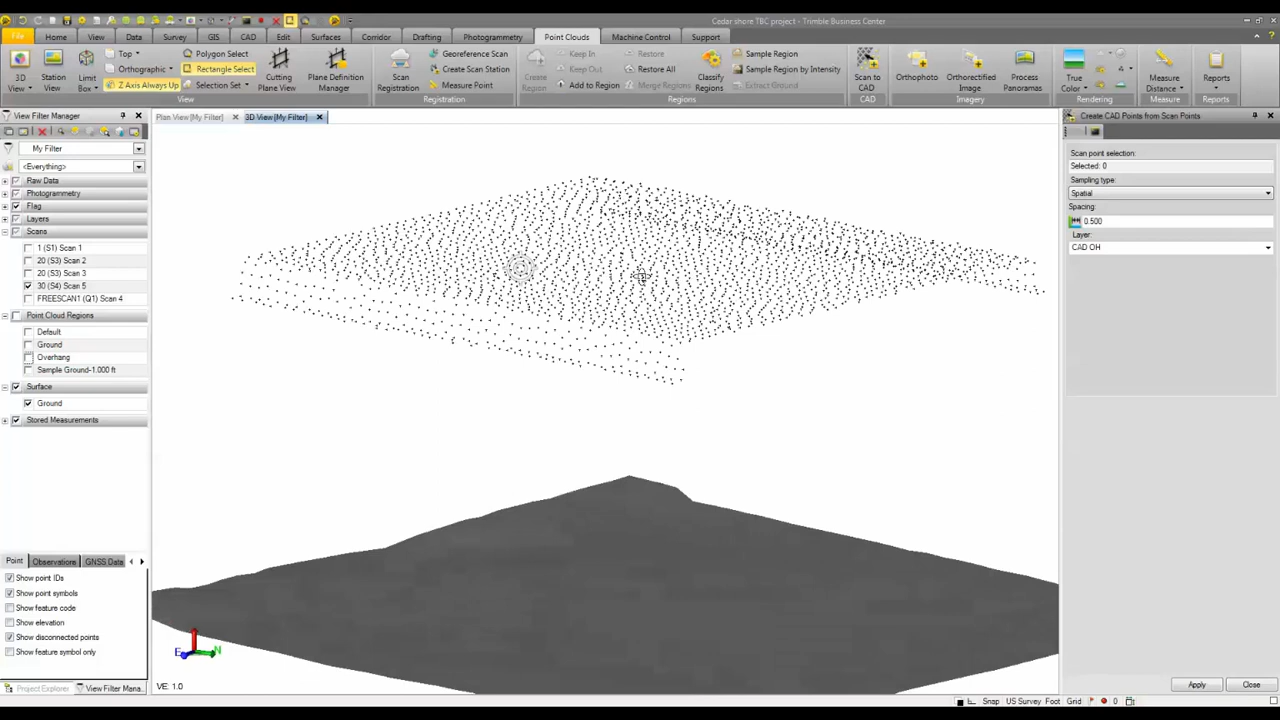 Cedar shore TBC project - Trimble Business Center
File Home View Data Survey GIS CAD Edit Surfaces Corridor Drafting Photogrammetry Point Clouds Machine Control Support
Top Polygon Select Georeference Scan Keep In Restore Sample Region
Orthographic Rectangle Select Create Scan Station Keep Out Restore All Sample Region by Intensity
Z Axis Always Up Selection Set Measure Point Add to Region Merge Regions Extract Ground
3D View
Station View
Limit Box
Cutting Plane View
Plane Definition Manager
Scan Registration
Create Region
Classify Regions
Scan to CAD
Orthophoto
Orthorectified Image
Process Panoramas
True Color
Measure Distance
Reports
View Registration Regions CAD Imagery Rendering Measure Reports
View Filter Manager
Plan View[My Filter] 3D View[My Filter]
Create CAD Points from Scan Points
My Filter
<Everything>
Raw Data
Photogrammetry
Flag
Layers
Scans
1 (S1) Scan 1
20 (S3) Scan 2
20 (S3) Scan 3
30 (S4) Scan 5
FREESCAN1 (Q1) Scan 4
Point Cloud Regions
Default
Ground
Overhang
Sample Ground-1.000 ft
Surface
Ground
Stored Measurements
Scan point selection:
Selected: 0
Sampling type:
Spatial
Spacing:
0.500
Layer:
CAD OH
Point Observations GNSS Data
Show point IDs
Show point symbols
Show feature code
Show elevation
Show disconnected points
Show feature symbol only
E N
VE: 1.0
Project Explorer View Filter Mana...
Apply Close
Snap US Survey Foot Grid 0